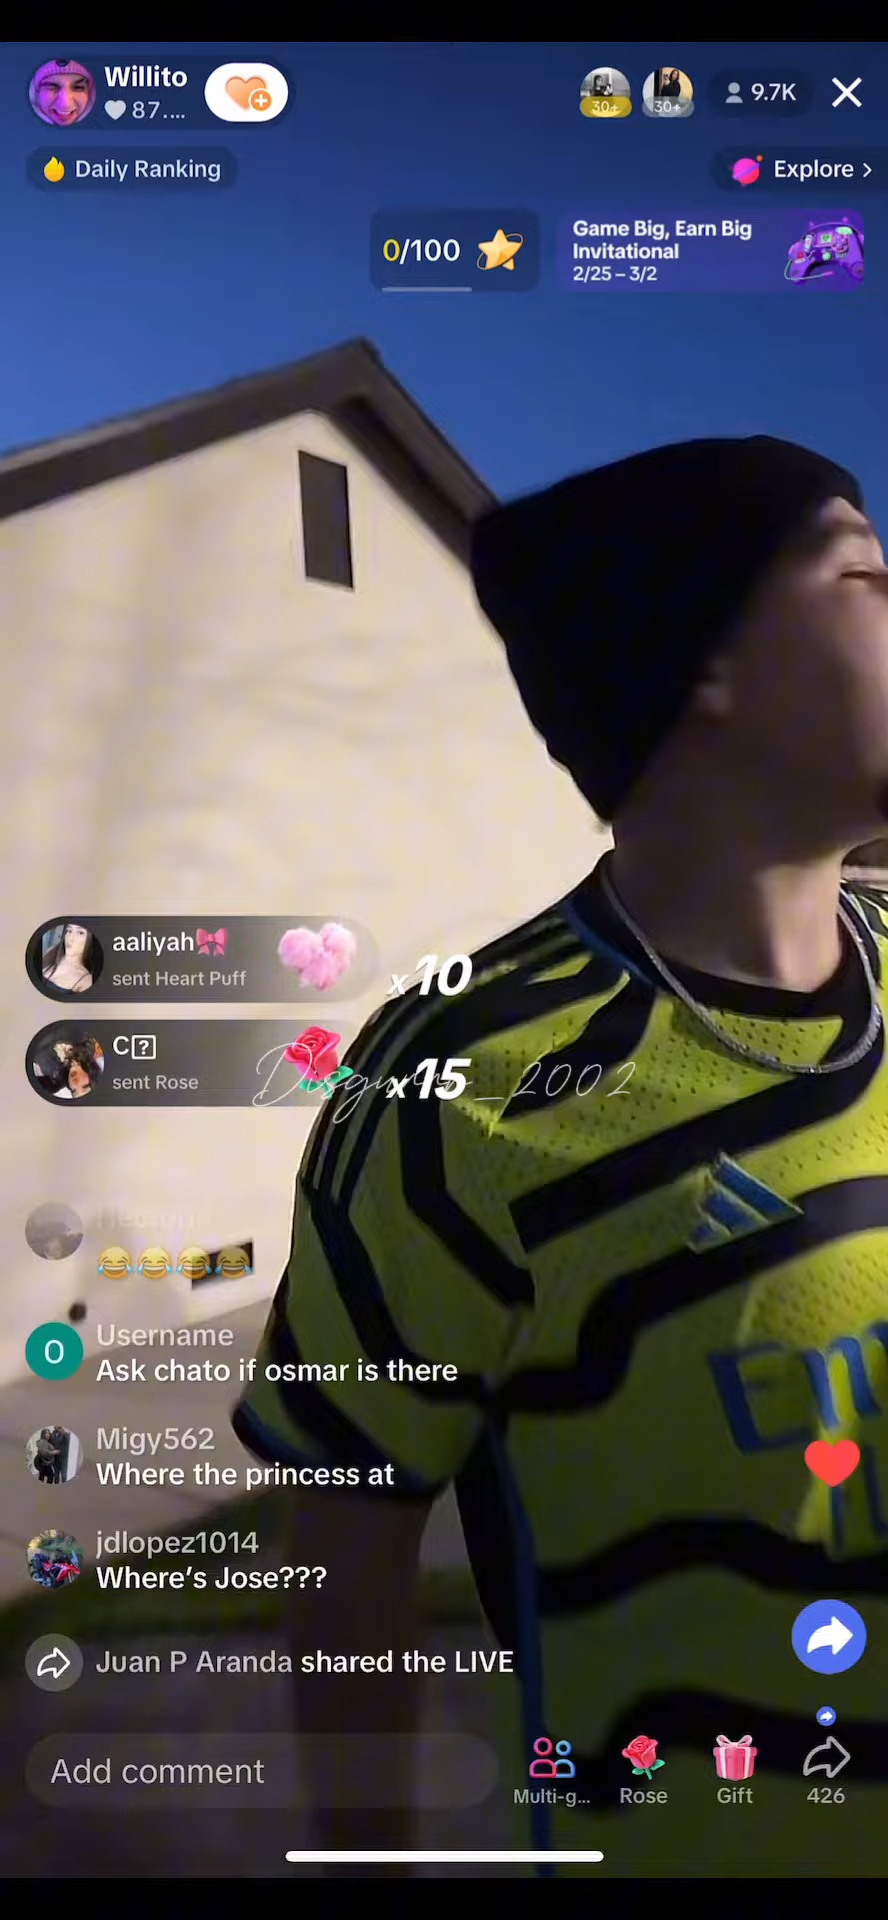 Willito
87....
30+
30+
9.7K
Daily Ranking
Explore >
0/100
Game Big, Earn Big
Invitational
2/25 – 3/2
aaliyah🎀
sent Heart Puff
x10
C
sent Rose
x15
_2002
😂😂😂😂
O
Username
Ask chato if osmar is there
Migy562
Where the princess at
jdlopez1014
Where's Jose???
Juan P Aranda shared the LIVE
Add comment
Multi-g...
Rose
Gift
426